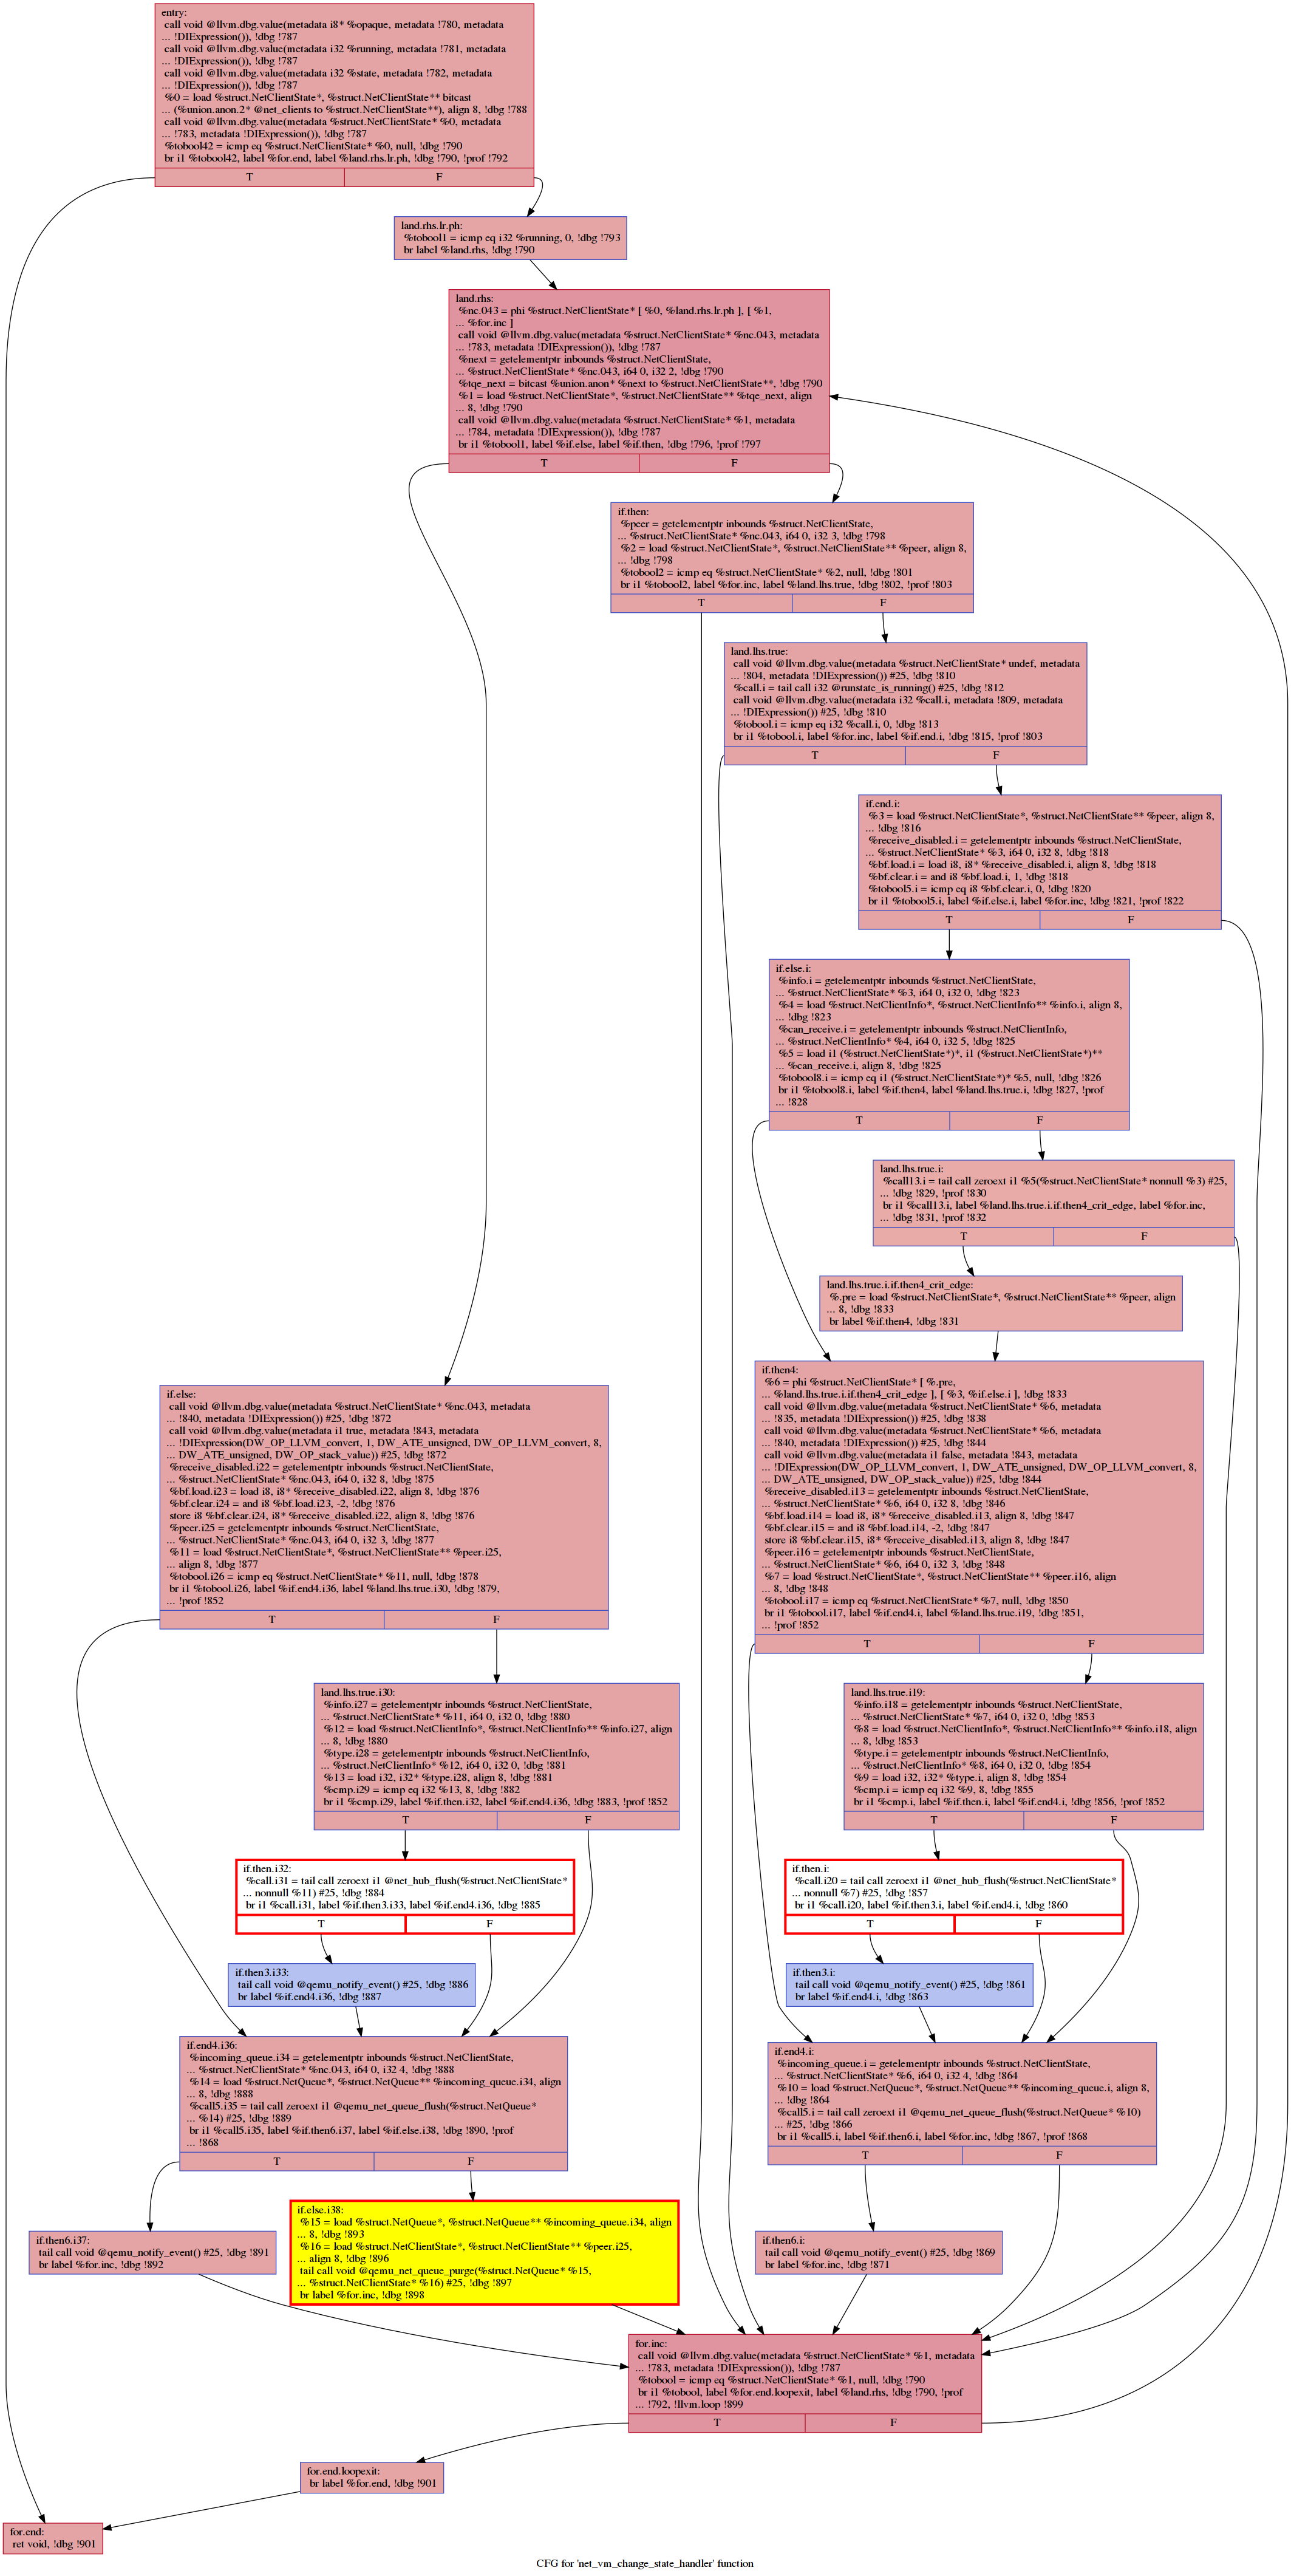 entry:
call void @llvm.dbg.value(metadata i8* %opaque, metadata !780, metadata
... !DIExpression()), !dbg !787
call void @llvm.dbg.value(metadata i32 %running, metadata !781, metadata
... !DIExpression()), !dbg !787
call void @llvm.dbg.value(metadata i32 %state, metadata !782, metadata
... !DIExpression()), !dbg !787
%0 = load %struct.NetClientState*, %struct.NetClientState** bitcast
... (%union.anon.2* @net_clients to %struct.NetClientState**), align 8, !dbg !788
call void @llvm.dbg.value(metadata %struct.NetClientState* %0, metadata
... !783, metadata !DIExpression()), !dbg !787
%tobool42 = icmp eq %struct.NetClientState* %0, null, !dbg !790
br i1 %tobool42, label %for.end, label %land.rhs.lr.ph, !dbg !790, !prof !792
T F
land.rhs.lr.ph:
%tobool1 = icmp eq i32 %running, 0, !dbg !793
br label %land.rhs, !dbg !790
land.rhs:
%nc.043 = phi %struct.NetClientState* [ %0, %land.rhs.lr.ph ], [ %1,
... %for.inc ]
call void @llvm.dbg.value(metadata %struct.NetClientState* %nc.043, metadata
... !783, metadata !DIExpression()), !dbg !787
%next = getelementptr inbounds %struct.NetClientState,
... %struct.NetClientState* %nc.043, i64 0, i32 2, !dbg !790
%tqe_next = bitcast %union.anon* %next to %struct.NetClientState**, !dbg !790
%1 = load %struct.NetClientState*, %struct.NetClientState** %tqe_next, align
... 8, !dbg !790
call void @llvm.dbg.value(metadata %struct.NetClientState* %1, metadata
... !784, metadata !DIExpression()), !dbg !787
br i1 %tobool1, label %if.else, label %if.then, !dbg !796, !prof !797
T F
if.then:
%peer = getelementptr inbounds %struct.NetClientState,
... %struct.NetClientState* %nc.043, i64 0, i32 3, !dbg !798
%2 = load %struct.NetClientState*, %struct.NetClientState** %peer, align 8,
... !dbg !798
%tobool2 = icmp eq %struct.NetClientState* %2, null, !dbg !801
br i1 %tobool2, label %for.inc, label %land.lhs.true, !dbg !802, !prof !803
T F
land.lhs.true:
call void @llvm.dbg.value(metadata %struct.NetClientState* undef, metadata
... !804, metadata !DIExpression()) #25, !dbg !810
%call.i = tail call i32 @runstate_is_running() #25, !dbg !812
call void @llvm.dbg.value(metadata i32 %call.i, metadata !809, metadata
... !DIExpression()) #25, !dbg !810
%tobool.i = icmp eq i32 %call.i, 0, !dbg !813
br i1 %tobool.i, label %for.inc, label %if.end.i, !dbg !815, !prof !803
T F
if.end.i:
%3 = load %struct.NetClientState*, %struct.NetClientState** %peer, align 8,
... !dbg !816
%receive_disabled.i = getelementptr inbounds %struct.NetClientState,
... %struct.NetClientState* %3, i64 0, i32 8, !dbg !818
%bf.load.i = load i8, i8* %receive_disabled.i, align 8, !dbg !818
%bf.clear.i = and i8 %bf.load.i, 1, !dbg !818
%tobool5.i = icmp eq i8 %bf.clear.i, 0, !dbg !820
br i1 %tobool5.i, label %if.else.i, label %for.inc, !dbg !821, !prof !822
T F
if.else.i:
%info.i = getelementptr inbounds %struct.NetClientState,
... %struct.NetClientState* %3, i64 0, i32 0, !dbg !823
%4 = load %struct.NetClientInfo*, %struct.NetClientInfo** %info.i, align 8,
... !dbg !823
%can_receive.i = getelementptr inbounds %struct.NetClientInfo,
... %struct.NetClientInfo* %4, i64 0, i32 5, !dbg !825
%5 = load i1 (%struct.NetClientState*)*, i1 (%struct.NetClientState*)**
... %can_receive.i, align 8, !dbg !825
%tobool8.i = icmp eq i1 (%struct.NetClientState*)* %5, null, !dbg !826
br i1 %tobool8.i, label %if.then4, label %land.lhs.true.i, !dbg !827, !prof
... !828
T F
land.lhs.true.i:
%call13.i = tail call zeroext i1 %5(%struct.NetClientState* nonnull %3) #25,
... !dbg !829, !prof !830
br i1 %call13.i, label %land.lhs.true.i.if.then4_crit_edge, label %for.inc,
... !dbg !831, !prof !832
T F
land.lhs.true.i.if.then4_crit_edge:
%.pre = load %struct.NetClientState*, %struct.NetClientState** %peer, align
... 8, !dbg !833
br label %if.then4, !dbg !831
if.then4:
%6 = phi %struct.NetClientState* [ %.pre,
... %land.lhs.true.i.if.then4_crit_edge ], [ %3, %if.else.i ], !dbg !833
call void @llvm.dbg.value(metadata %struct.NetClientState* %6, metadata
... !835, metadata !DIExpression()) #25, !dbg !838
call void @llvm.dbg.value(metadata %struct.NetClientState* %6, metadata
... !840, metadata !DIExpression()) #25, !dbg !844
call void @llvm.dbg.value(metadata i1 false, metadata !843, metadata
... !DIExpression(DW_OP_LLVM_convert, 1, DW_ATE_unsigned, DW_OP_LLVM_convert, 8,
... DW_ATE_unsigned, DW_OP_stack_value)) #25, !dbg !844
%receive_disabled.i13 = getelementptr inbounds %struct.NetClientState,
... %struct.NetClientState* %6, i64 0, i32 8, !dbg !846
%bf.load.i14 = load i8, i8* %receive_disabled.i13, align 8, !dbg !847
%bf.clear.i15 = and i8 %bf.load.i14, -2, !dbg !847
store i8 %bf.clear.i15, i8* %receive_disabled.i13, align 8, !dbg !847
%peer.i16 = getelementptr inbounds %struct.NetClientState,
... %struct.NetClientState* %6, i64 0, i32 3, !dbg !848
%7 = load %struct.NetClientState*, %struct.NetClientState** %peer.i16, align
... 8, !dbg !848
%tobool.i17 = icmp eq %struct.NetClientState* %7, null, !dbg !850
br i1 %tobool.i17, label %if.end4.i, label %land.lhs.true.i19, !dbg !851,
... !prof !852
T F
if.else:
call void @llvm.dbg.value(metadata %struct.NetClientState* %nc.043, metadata
... !840, metadata !DIExpression()) #25, !dbg !872
call void @llvm.dbg.value(metadata i1 true, metadata !843, metadata
... !DIExpression(DW_OP_LLVM_convert, 1, DW_ATE_unsigned, DW_OP_LLVM_convert, 8,
... DW_ATE_unsigned, DW_OP_stack_value)) #25, !dbg !872
%receive_disabled.i22 = getelementptr inbounds %struct.NetClientState,
... %struct.NetClientState* %nc.043, i64 0, i32 8, !dbg !875
%bf.load.i23 = load i8, i8* %receive_disabled.i22, align 8, !dbg !876
%bf.clear.i24 = and i8 %bf.load.i23, -2, !dbg !876
store i8 %bf.clear.i24, i8* %receive_disabled.i22, align 8, !dbg !876
%peer.i25 = getelementptr inbounds %struct.NetClientState,
... %struct.NetClientState* %nc.043, i64 0, i32 3, !dbg !877
%11 = load %struct.NetClientState*, %struct.NetClientState** %peer.i25,
... align 8, !dbg !877
%tobool.i26 = icmp eq %struct.NetClientState* %11, null, !dbg !878
br i1 %tobool.i26, label %if.end4.i36, label %land.lhs.true.i30, !dbg !879,
... !prof !852
T F
land.lhs.true.i30:
%info.i27 = getelementptr inbounds %struct.NetClientState,
... %struct.NetClientState* %11, i64 0, i32 0, !dbg !880
%12 = load %struct.NetClientInfo*, %struct.NetClientInfo** %info.i27, align
... 8, !dbg !880
%type.i28 = getelementptr inbounds %struct.NetClientInfo,
... %struct.NetClientInfo* %12, i64 0, i32 0, !dbg !881
%13 = load i32, i32* %type.i28, align 8, !dbg !881
%cmp.i29 = icmp eq i32 %13, 8, !dbg !882
br i1 %cmp.i29, label %if.then.i32, label %if.end4.i36, !dbg !883, !prof !852
T F
land.lhs.true.i19:
%info.i18 = getelementptr inbounds %struct.NetClientState,
... %struct.NetClientState* %7, i64 0, i32 0, !dbg !853
%8 = load %struct.NetClientInfo*, %struct.NetClientInfo** %info.i18, align
... 8, !dbg !853
%type.i = getelementptr inbounds %struct.NetClientInfo,
... %struct.NetClientInfo* %8, i64 0, i32 0, !dbg !854
%9 = load i32, i32* %type.i, align 8, !dbg !854
%cmp.i = icmp eq i32 %9, 8, !dbg !855
br i1 %cmp.i, label %if.then.i, label %if.end4.i, !dbg !856, !prof !852
T F
if.then.i32:
%call.i31 = tail call zeroext i1 @net_hub_flush(%struct.NetClientState*
... nonnull %11) #25, !dbg !884
br i1 %call.i31, label %if.then3.i33, label %if.end4.i36, !dbg !885
T F
if.then.i:
%call.i20 = tail call zeroext i1 @net_hub_flush(%struct.NetClientState*
... nonnull %7) #25, !dbg !857
br i1 %call.i20, label %if.then3.i, label %if.end4.i, !dbg !860
T F
if.then3.i33:
tail call void @qemu_notify_event() #25, !dbg !886
br label %if.end4.i36, !dbg !887
if.then3.i:
tail call void @qemu_notify_event() #25, !dbg !861
br label %if.end4.i, !dbg !863
if.end4.i36:
%incoming_queue.i34 = getelementptr inbounds %struct.NetClientState,
... %struct.NetClientState* %nc.043, i64 0, i32 4, !dbg !888
%14 = load %struct.NetQueue*, %struct.NetQueue** %incoming_queue.i34, align
... 8, !dbg !888
%call5.i35 = tail call zeroext i1 @qemu_net_queue_flush(%struct.NetQueue*
... %14) #25, !dbg !889
br i1 %call5.i35, label %if.then6.i37, label %if.else.i38, !dbg !890, !prof
... !868
T F
if.end4.i:
%incoming_queue.i = getelementptr inbounds %struct.NetClientState,
... %struct.NetClientState* %6, i64 0, i32 4, !dbg !864
%10 = load %struct.NetQueue*, %struct.NetQueue** %incoming_queue.i, align 8,
... !dbg !864
%call5.i = tail call zeroext i1 @qemu_net_queue_flush(%struct.NetQueue* %10)
... #25, !dbg !866
br i1 %call5.i, label %if.then6.i, label %for.inc, !dbg !867, !prof !868
T F
if.then6.i37:
tail call void @qemu_notify_event() #25, !dbg !891
br label %for.inc, !dbg !892
if.else.i38:
%15 = load %struct.NetQueue*, %struct.NetQueue** %incoming_queue.i34, align
... 8, !dbg !893
%16 = load %struct.NetClientState*, %struct.NetClientState** %peer.i25,
... align 8, !dbg !896
tail call void @qemu_net_queue_purge(%struct.NetQueue* %15,
... %struct.NetClientState* %16) #25, !dbg !897
br label %for.inc, !dbg !898
if.then6.i:
tail call void @qemu_notify_event() #25, !dbg !869
br label %for.inc, !dbg !871
for.inc:
call void @llvm.dbg.value(metadata %struct.NetClientState* %1, metadata
... !783, metadata !DIExpression()), !dbg !787
%tobool = icmp eq %struct.NetClientState* %1, null, !dbg !790
br i1 %tobool, label %for.end.loopexit, label %land.rhs, !dbg !790, !prof
... !792, !llvm.loop !899
T F
for.end.loopexit:
br label %for.end, !dbg !901
for.end:
ret void, !dbg !901
CFG for 'net_vm_change_state_handler' function